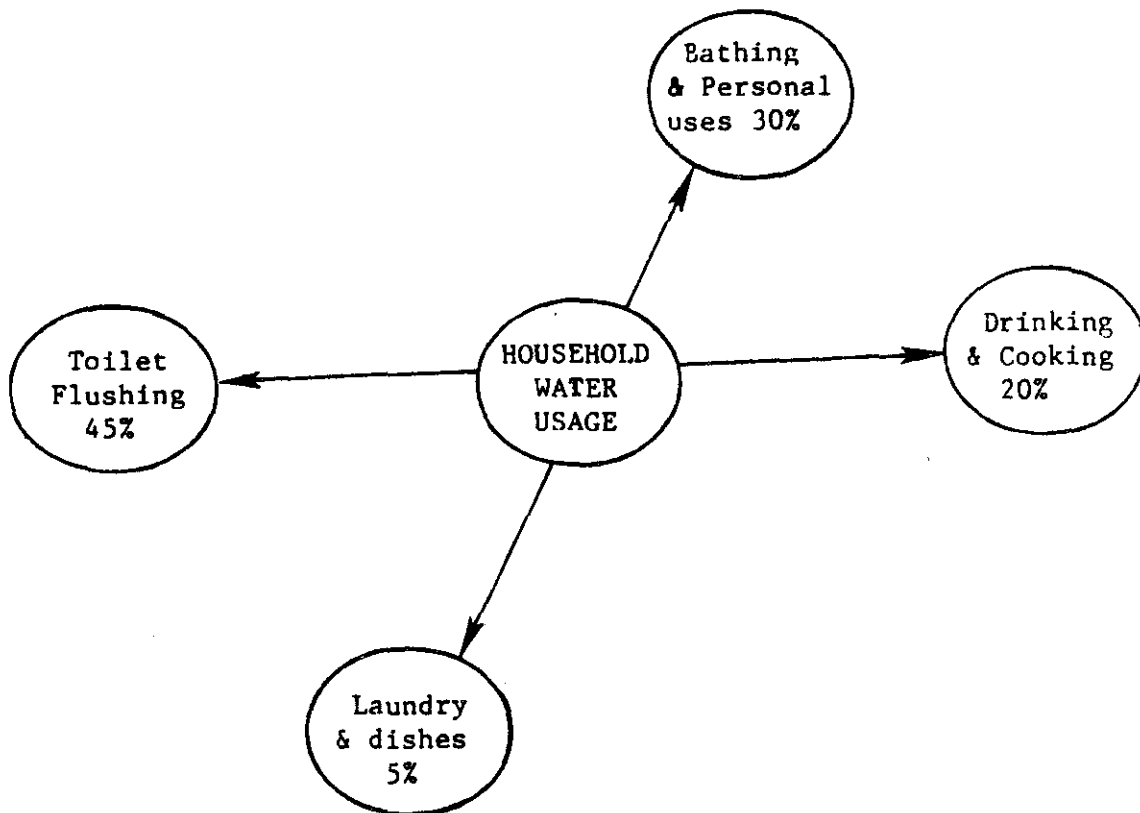 Bathing
& Personal
uses 30%
Drinking
& Cooking
20%
HOUSEHOLD
WATER
USAGE
Toilet
Flushing
45%
Laundry
& dishes
5%